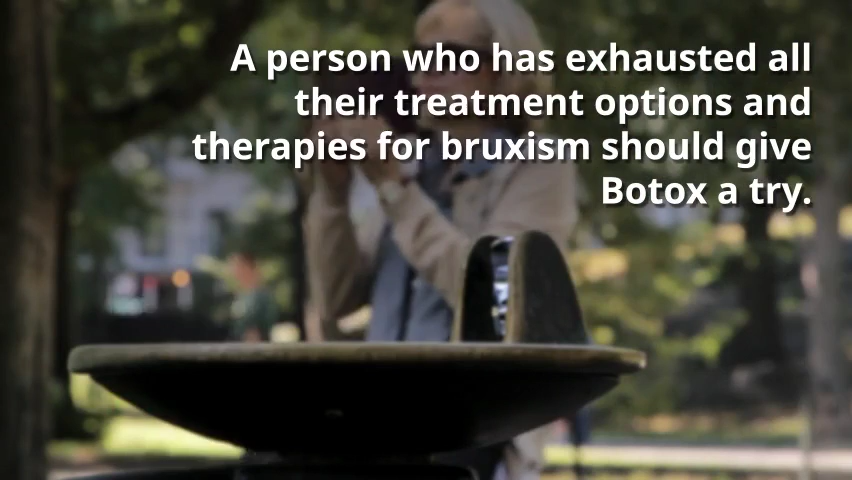 A person who has exhausted all
their treatment options and
therapies for bruxism should give
Botox a try.